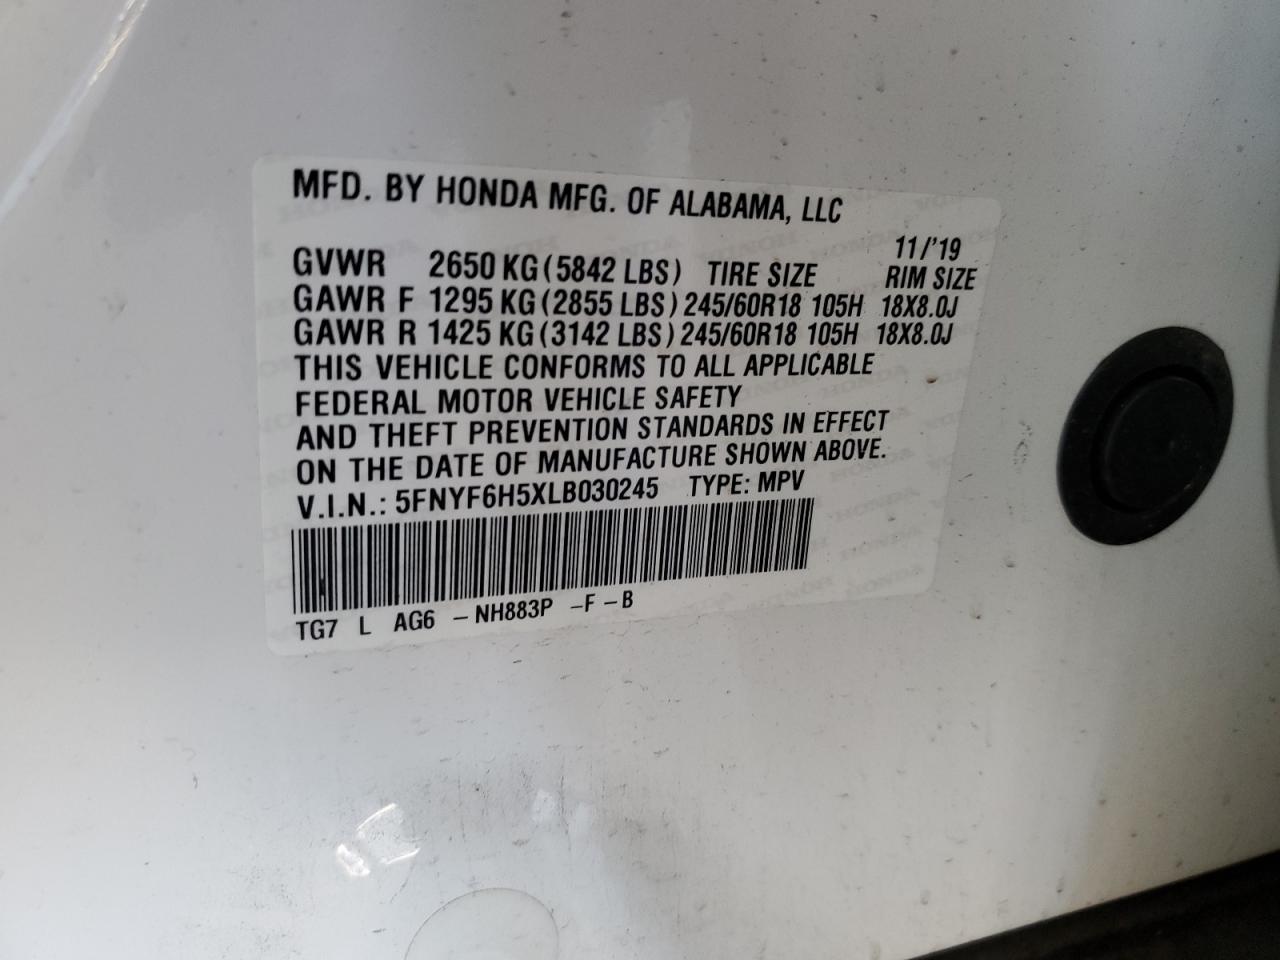 MFD. BY HONDA MFG. OF ALABAMA, LLC
11/'19
GVWR 2650 KG (5842 LBS) TIRE SIZE RIM SIZE
GAWR F 1295 KG (2855 LBS) 245/60R18 105H 18X8.0J
GAWR R 1425 KG (3142 LBS) 245/60R18 105H 18X8.0J
THIS VEHICLE CONFORMS TO ALL APPLICABLE
FEDERAL MOTOR VEHICLE SAFETY
AND THEFT PREVENTION STANDARDS IN EFFECT
ON THE DATE OF MANUFACTURE SHOWN ABOVE.
V.I.N.: 5FNYF6H5XLB030245 TYPE: MPV
TG7 L AG6 – NH883P – F – B